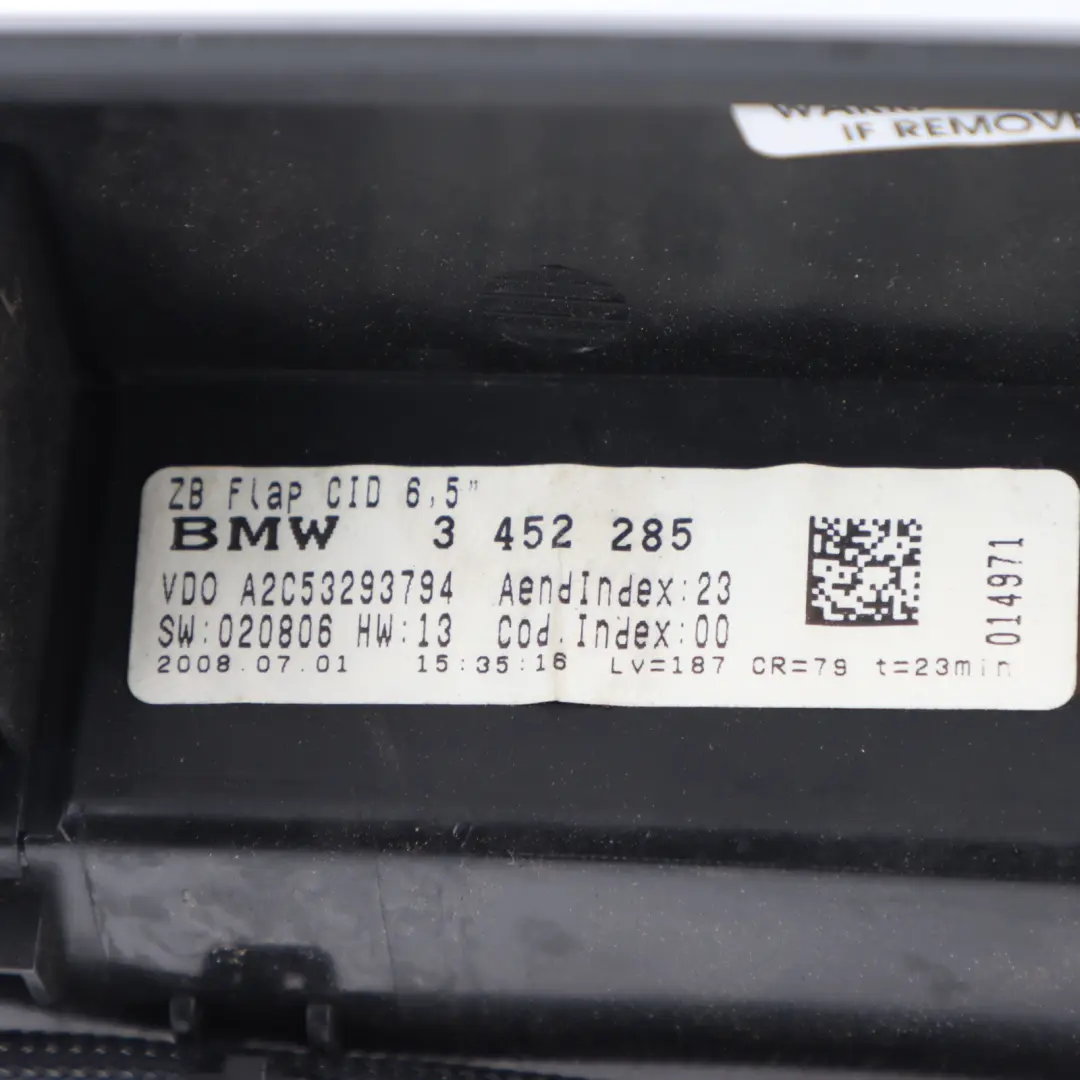 IF REMOVE
ZB Flap CID 6,5"
BMW 3 452 285
VDO A2C53293794 AendIndex:23
SW:020806 HW:13 Cod.Index:00
2008.07.01 15:35:16 Lv=187 CR=79 t=23min
014971